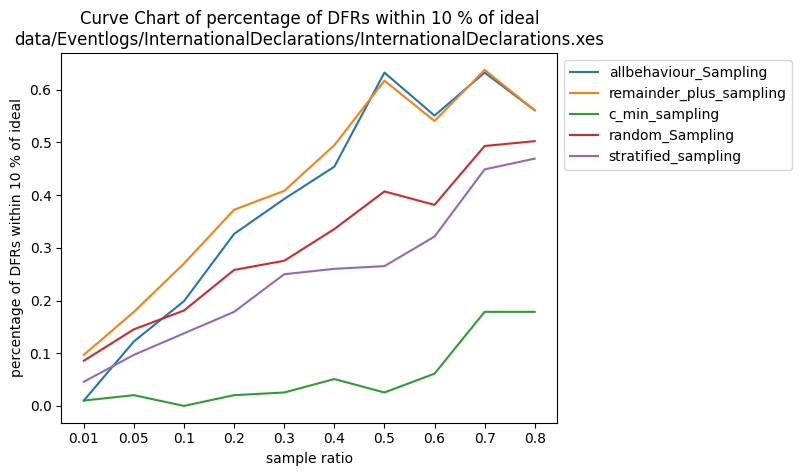 Curve Chart of percentage of DFRs within 10 % of ideal
data/Eventlogs/InternationalDeclarations/InternationalDeclarations.xes
percentage of DFRs within 10 % of ideal
0.6
0.5
0.4
0.3
0.2
0.1
0.0
0.01 0.05 0.1 0.2 0.3 0.4 0.5 0.6 0.7 0.8
sample ratio
allbehaviour_Sampling
remainder_plus_sampling
c_min_sampling
random_Sampling
stratified_sampling